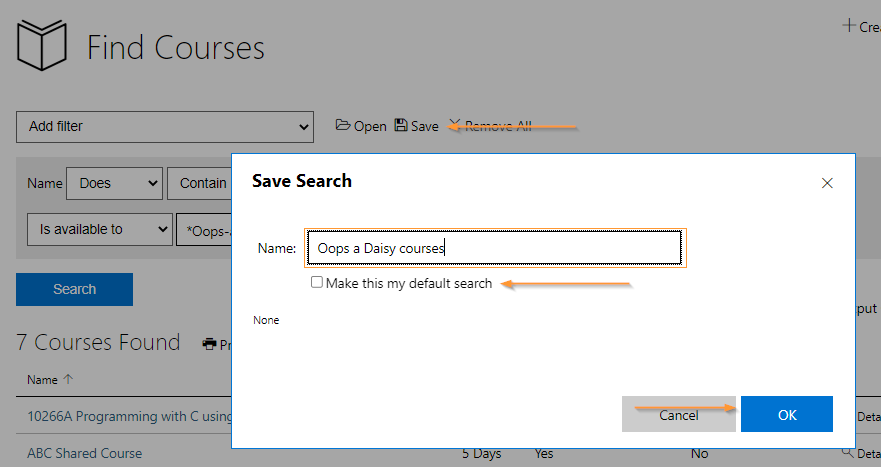 Find Courses
Crea
Add filter
Open Save Remove All
Name Does Contain
Save Search
Is available to *Oops-a
Name: Oops a Daisy courses
Make this my default search
Search
put
None
7 Courses Found Pr
Name
10266A Programming with C using
Cancel OK
Deta
ABC Shared Course 5 Days Yes No Deta